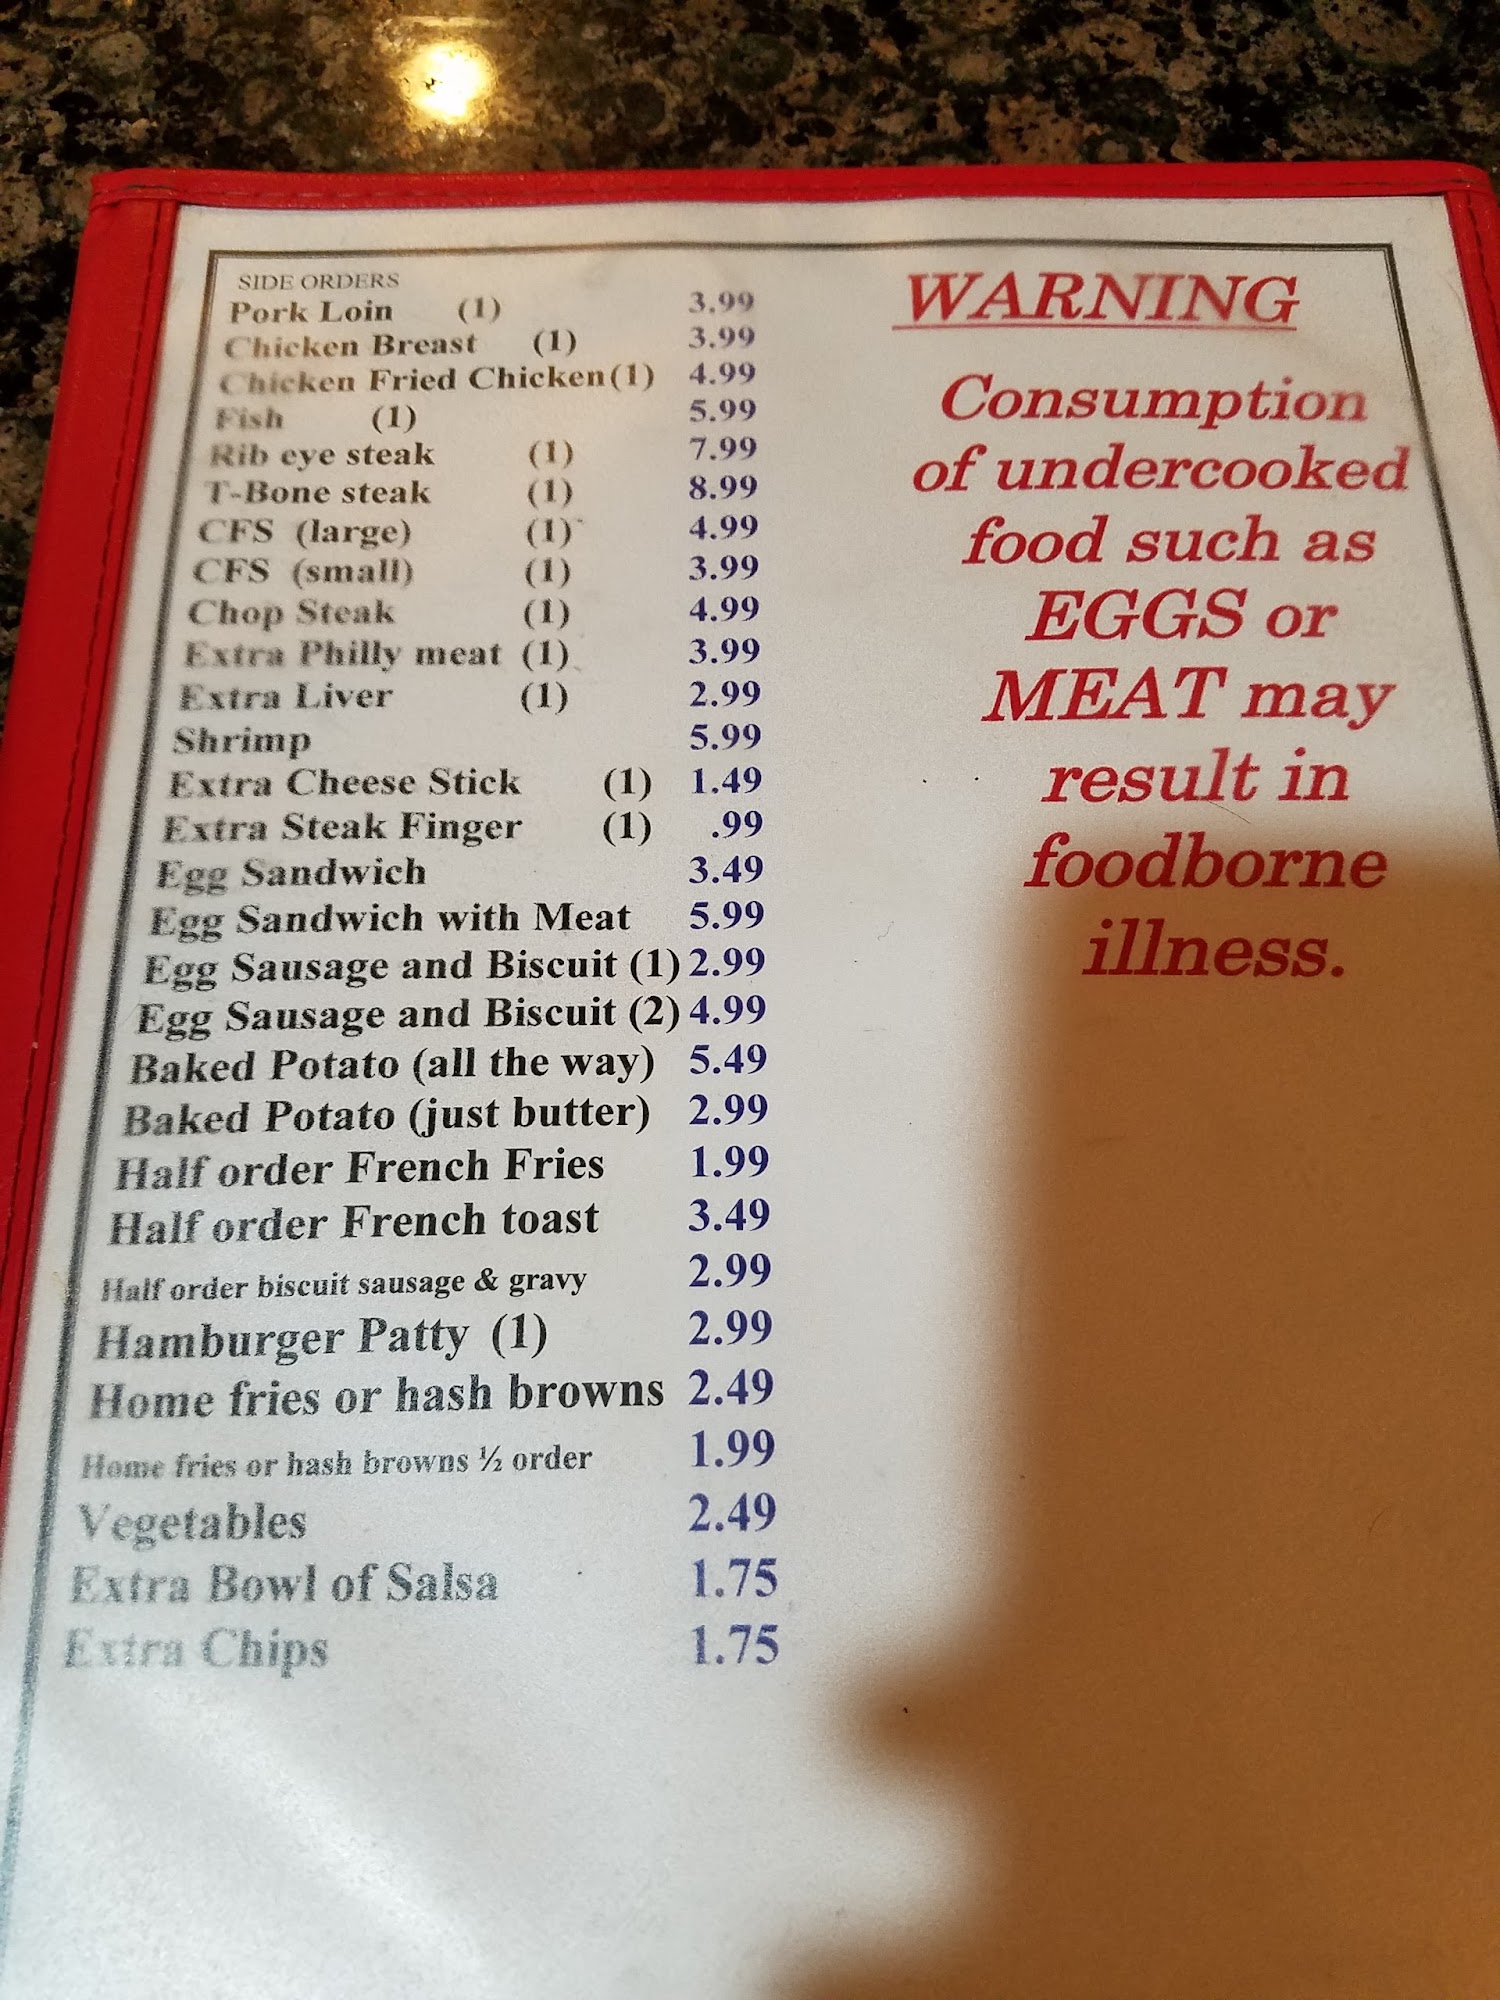 SIDE ORDERS
Pork Loin (1) 3.99
Chicken Breast (1) 3.99
Chicken Fried Chicken(1) 4.99
Fish (1) 5.99
Rib eye steak (1) 7.99
T-Bone steak (1) 8.99
CFS (large) (1) 4.99
CFS (small) (1) 3.99
Chop Steak (1) 4.99
Extra Philly meat (1) 3.99
Extra Liver (1) 2.99
Shrimp 5.99
Extra Cheese Stick (1) 1.49
Extra Steak Finger (1) .99
Egg Sandwich 3.49
Egg Sandwich with Meat 5.99
Egg Sausage and Biscuit (1) 2.99
Egg Sausage and Biscuit (2) 4.99
Baked Potato (all the way) 5.49
Baked Potato (just butter) 2.99
Half order French Fries 1.99
Half order French toast 3.49
Half order biscuit sausage & gravy 2.99
Hamburger Patty (1) 2.99
Home fries or hash browns 2.49
Home fries or hash browns ½ order 1.99
Vegetables 2.49
Extra Bowl of Salsa 1.75
Extra Chips 1.75
WARNING
Consumption
of undercooked
food such as
EGGS or
MEAT may
result in
foodborne
illness.